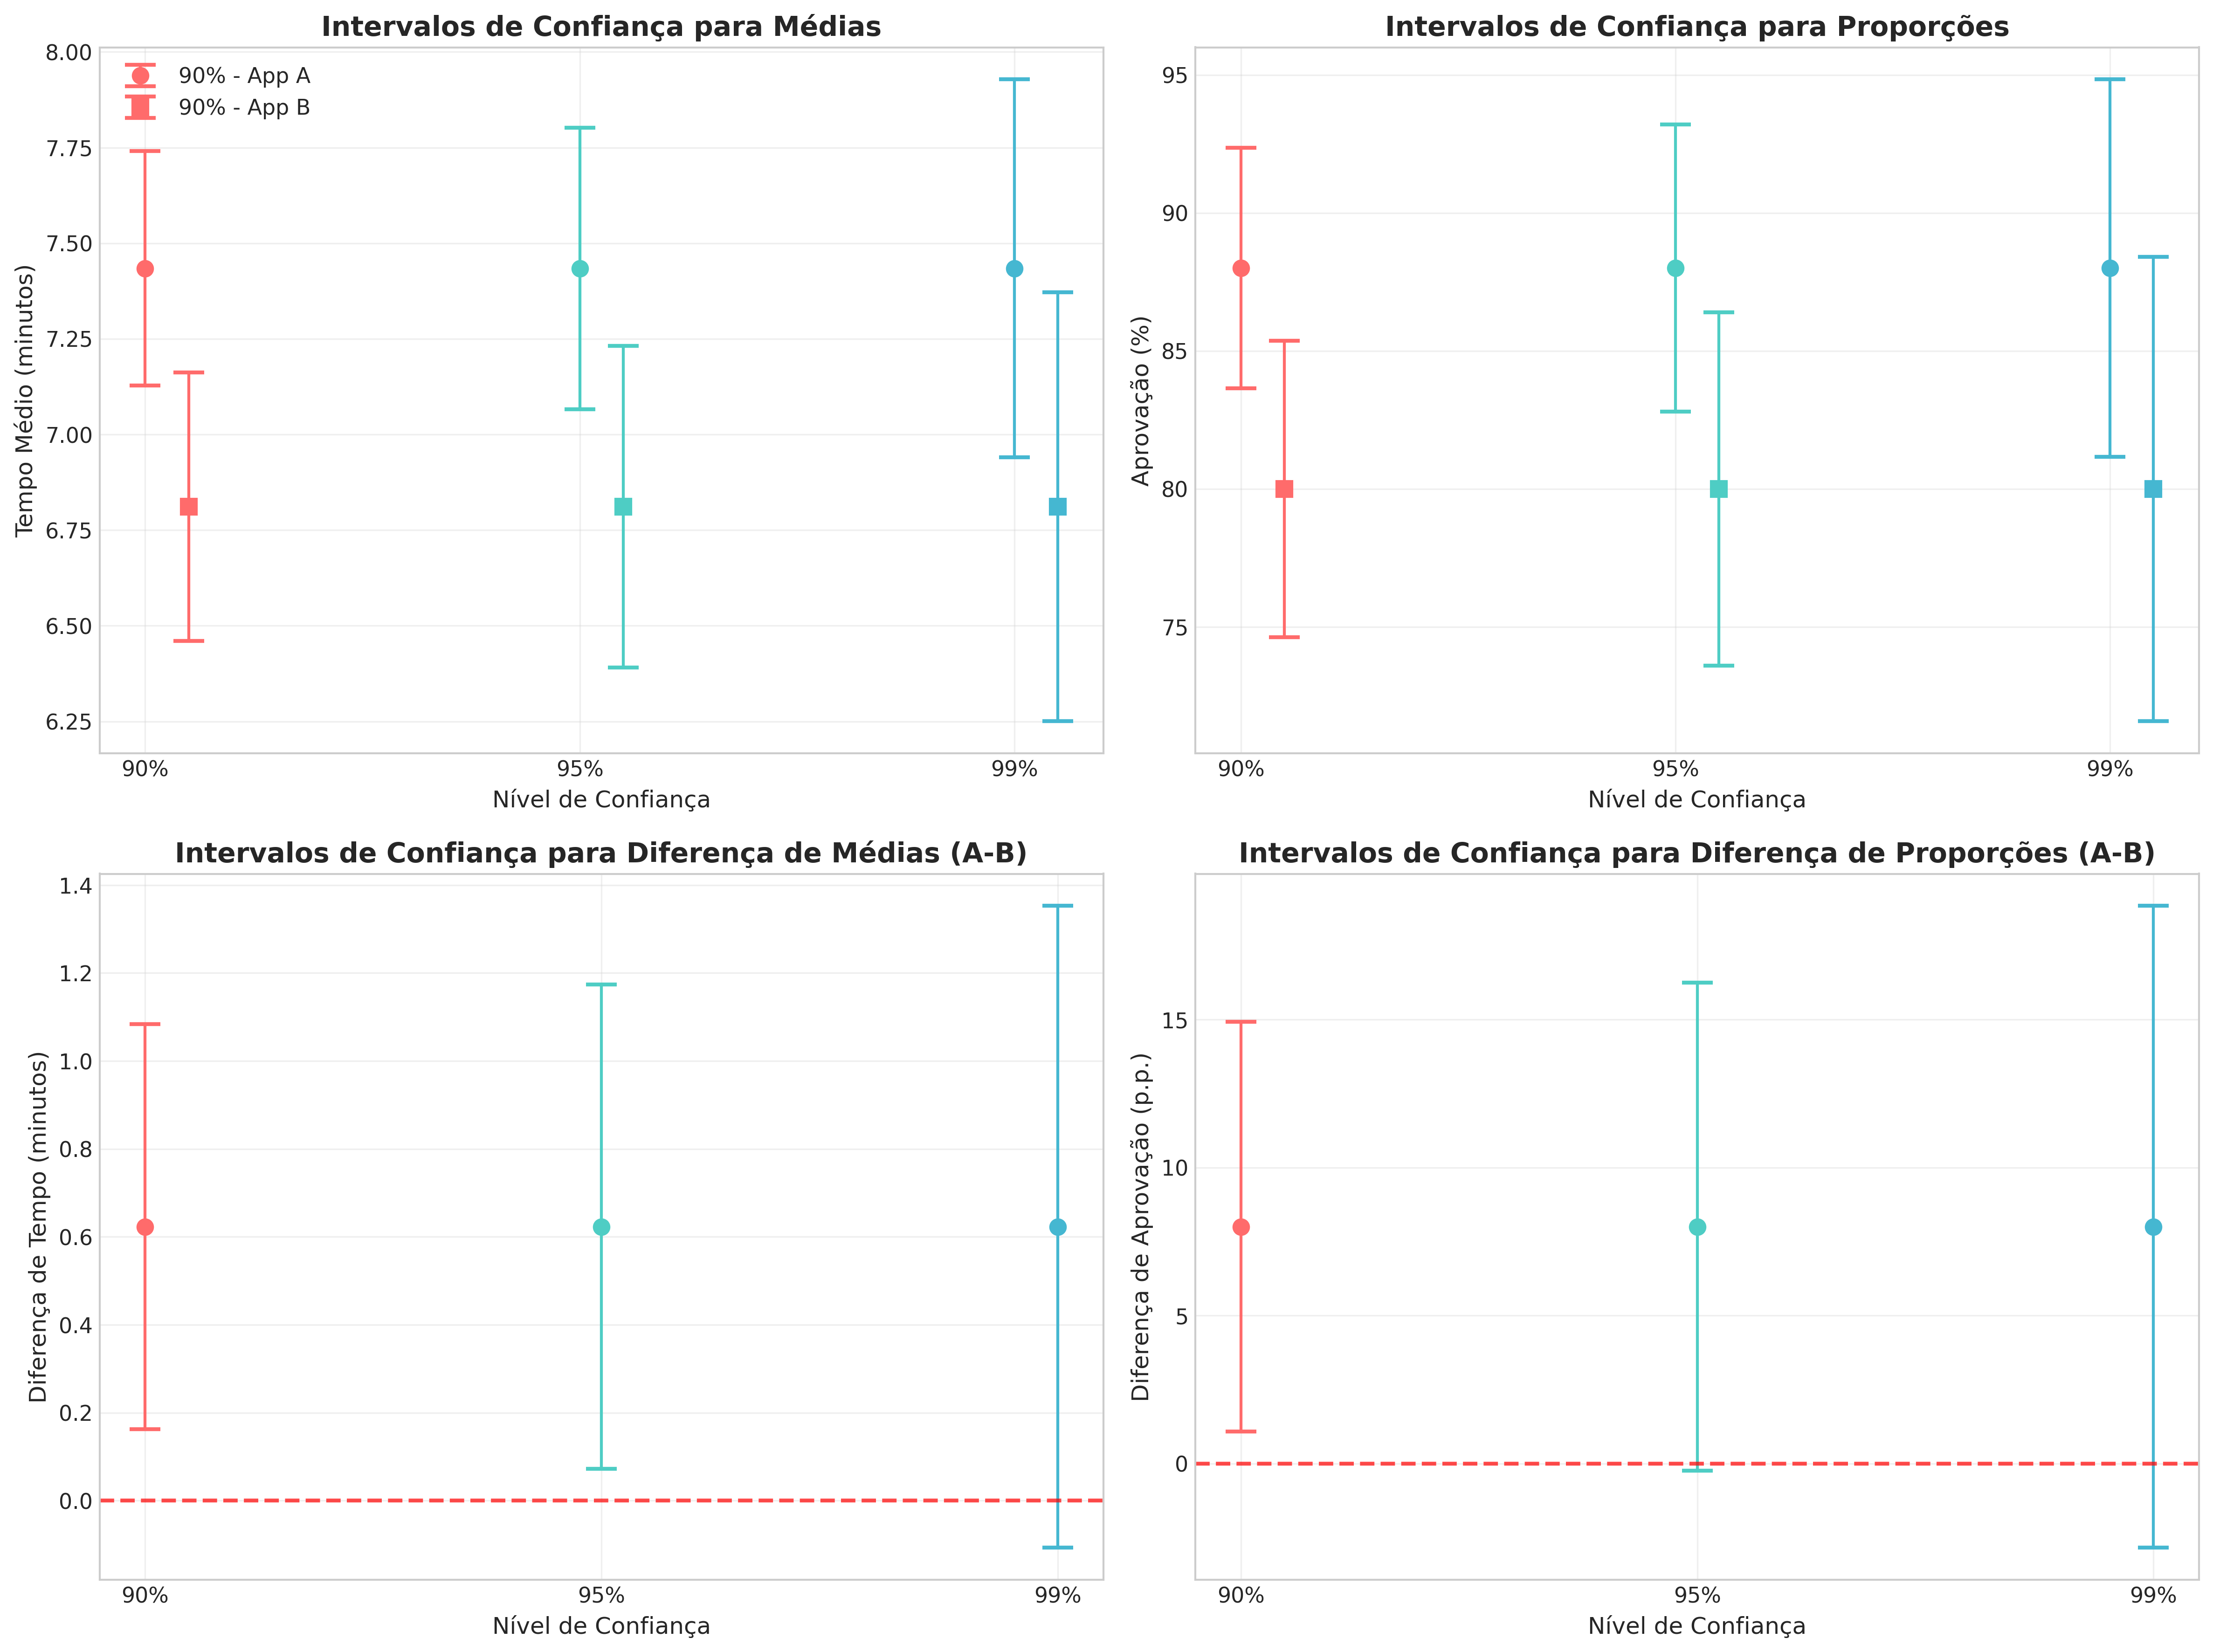 Intervalos de Confiança para Médias
8.00
7.75
7.50
7.25
7.00
6.75
6.50
6.25
Tempo Médio (minutos)
90% - App A
90% - App B
90%
95%
99%
Nível de Confiança
Intervalos de Confiança para Proporções
95
90
85
80
75
Aprovação (%)
90%
95%
99%
Nível de Confiança
Intervalos de Confiança para Diferença de Médias (A-B)
1.4
1.2
1.0
0.8
0.6
0.4
0.2
0.0
Diferença de Tempo (minutos)
90%
95%
99%
Nível de Confiança
Intervalos de Confiança para Diferença de Proporções (A-B)
15
10
5
0
Diferença de Aprovação (p.p.)
90%
95%
99%
Nível de Confiança